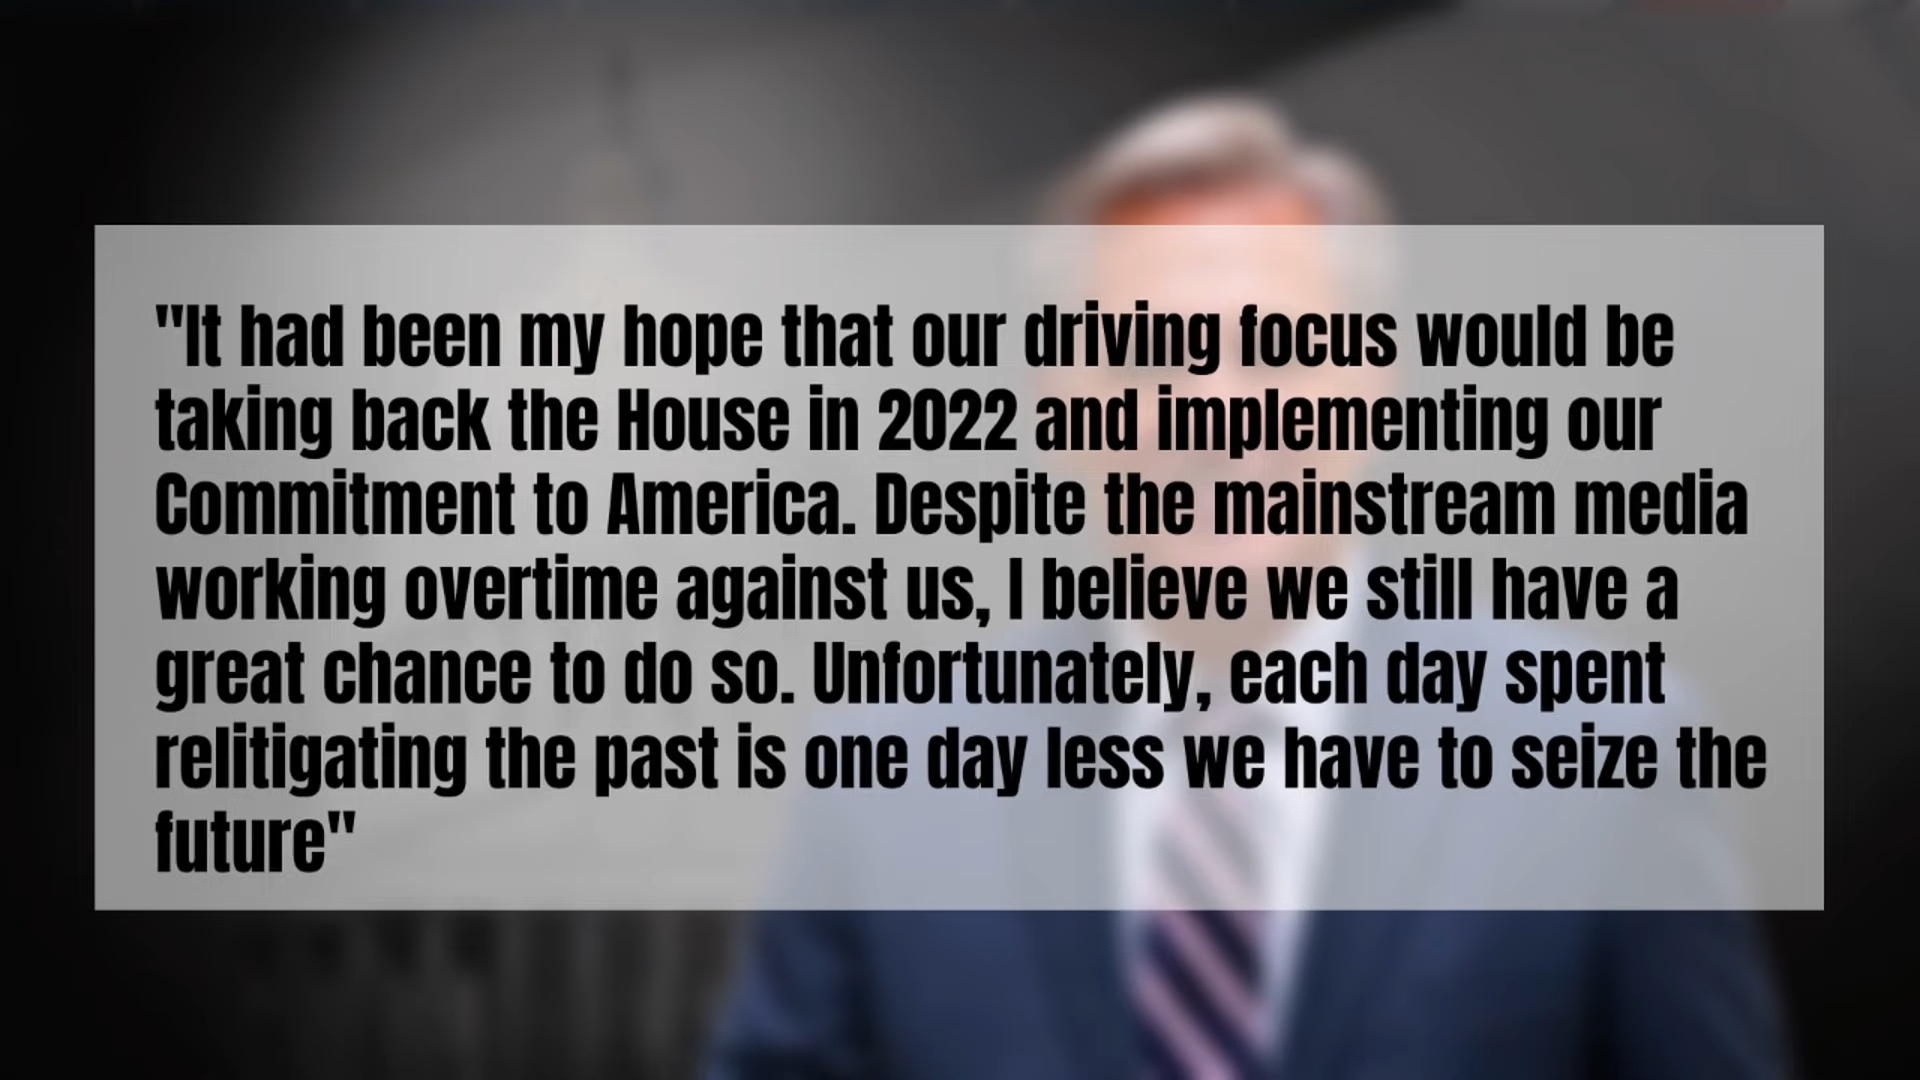 "It had been my hope that our driving focus would be
taking back the House in 2022 and implementing our
Commitment to America. Despite the mainstream media
working overtime against us, I believe we still have a
great chance to do so. Unfortunately, each day spent
relitigating the past is one day less we have to seize the
future"